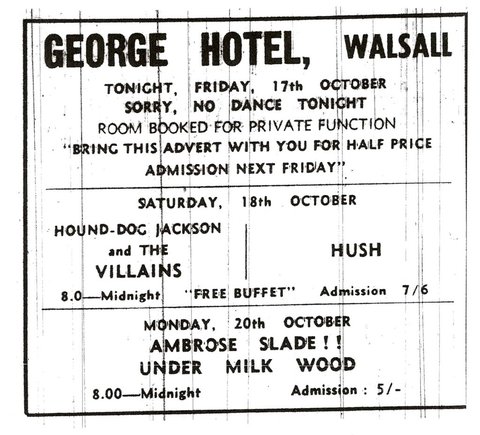 GEORGE HOTEL, WALSALL
TONIGHT, FRIDAY, 17th OCTOBER
SORRY, NO DANCE TONIGHT
ROOM BOOKED FOR PRIVATE FUNCTION
"BRING THIS ADVERT WITH YOU FOR HALF PRICE
ADMISSION NEXT FRIDAY"
SATURDAY, 18th OCTOBER
HOUND-DOG JACKSON
and THE
VILLAINS
HUSH
8.0—Midnight "FREE BUFFET" Admission 7/6
MONDAY, 20th OCTOBER
AMBROSE SLADE!!
UNDER MILK WOOD
8.00—Midnight Admission : 5/-